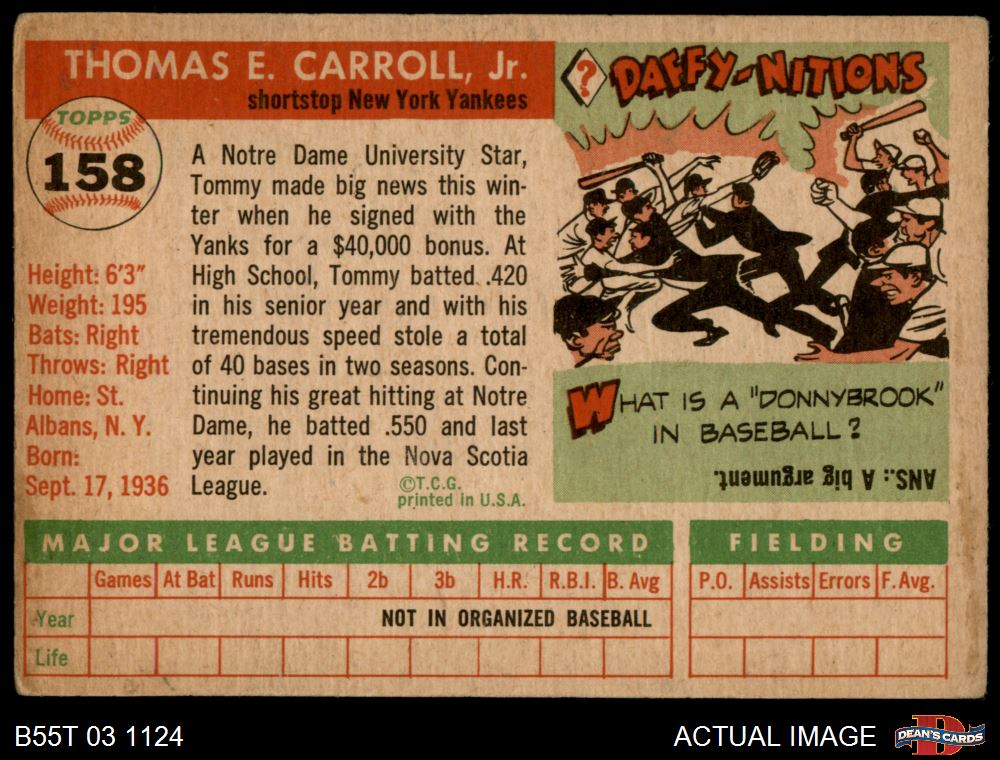 THOMAS E. CARROLL, Jr.
shortstop New York Yankees
TOPPS
158
A Notre Dame University Star,
Tommy made big news this win-
ter when he signed with the
Yanks for a $40,000 bonus. At
High School, Tommy batted .420
in his senior year and with his
tremendous speed stole a total
of 40 bases in two seasons. Con-
tinuing his great hitting at Notre
Dame, he batted .550 and last
year played in the Nova Scotia
League.
©T.C.G.
printed in U.S.A.
Height: 6'3"
Weight: 195
Bats: Right
Throws: Right
Home: St.
Albans, N. Y.
Born:
Sept. 17, 1936
? DAFFY-NITIONS
WHAT IS A "DONNYBROOK"
IN BASEBALL?
ANS.: A big argument.
MAJOR LEAGUE BATTING RECORD
Games At Bat Runs Hits 2b 3b H.R. R.B.I. B. Avg
Year NOT IN ORGANIZED BASEBALL
Life
FIELDING
P.O. Assists Errors F. Avg.
B55T 03 1124
ACTUAL IMAGE
D
DEAN'S CARDS